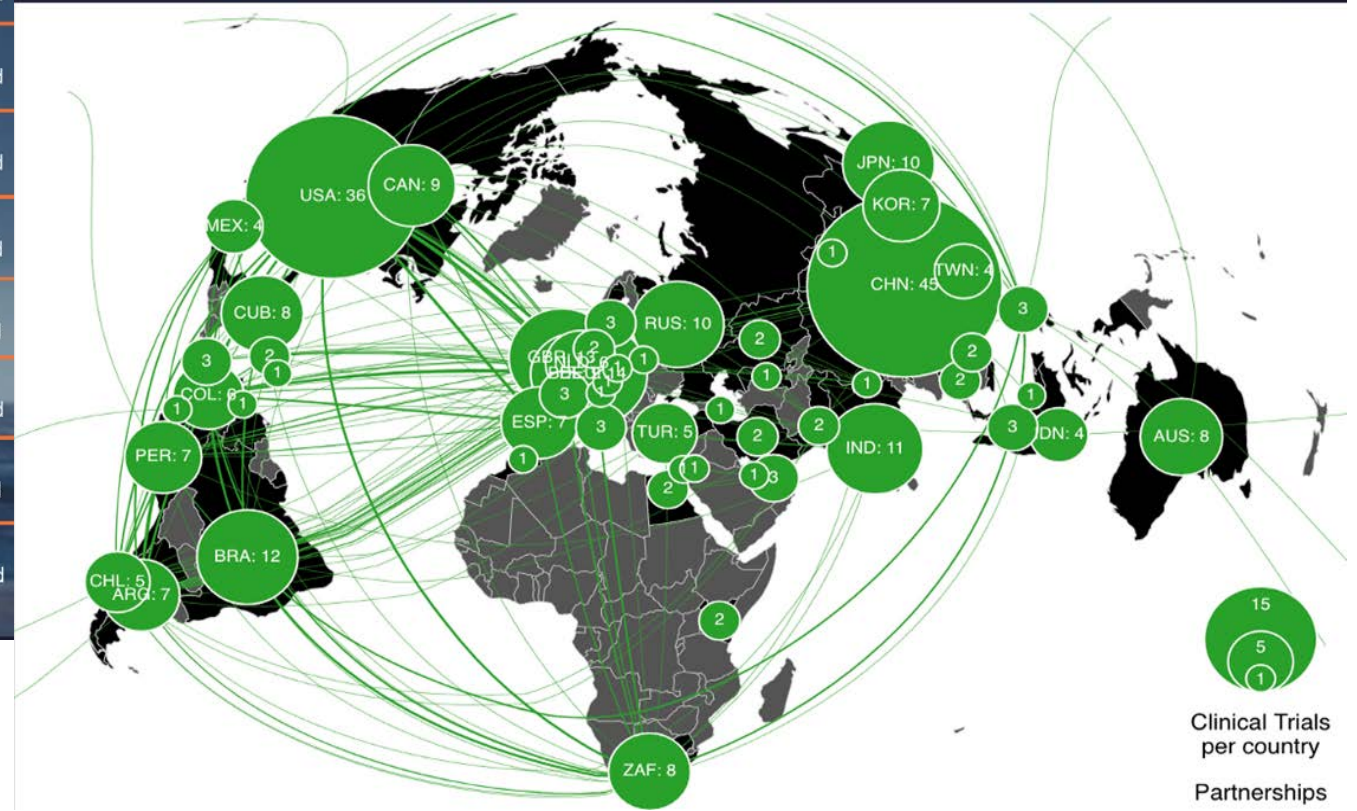 JPN: 10
CAN: 9
USA: 36
KOR: 7
MEX: 4
1
TWN: 4
CHN: 45
3
CUB: 8
3
RUS: 10
2
2
2
3
2
1
1
1
1
2
3
COL: 6
1
1
3
1
1
3
DN: 4
ESP: 7
3
TUR: 5
2
2
AUS: 8
IND: 11
PER: 7
1
1
1
3
2
BRA: 12
CHL: 5
ARG: 7
2
15
5
1
Clinical Trials
per country
ZAF: 8
Partnerships
d
d
d
d
d